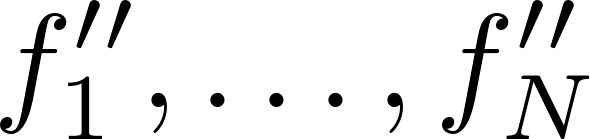 f''_1, . . . , f''_N